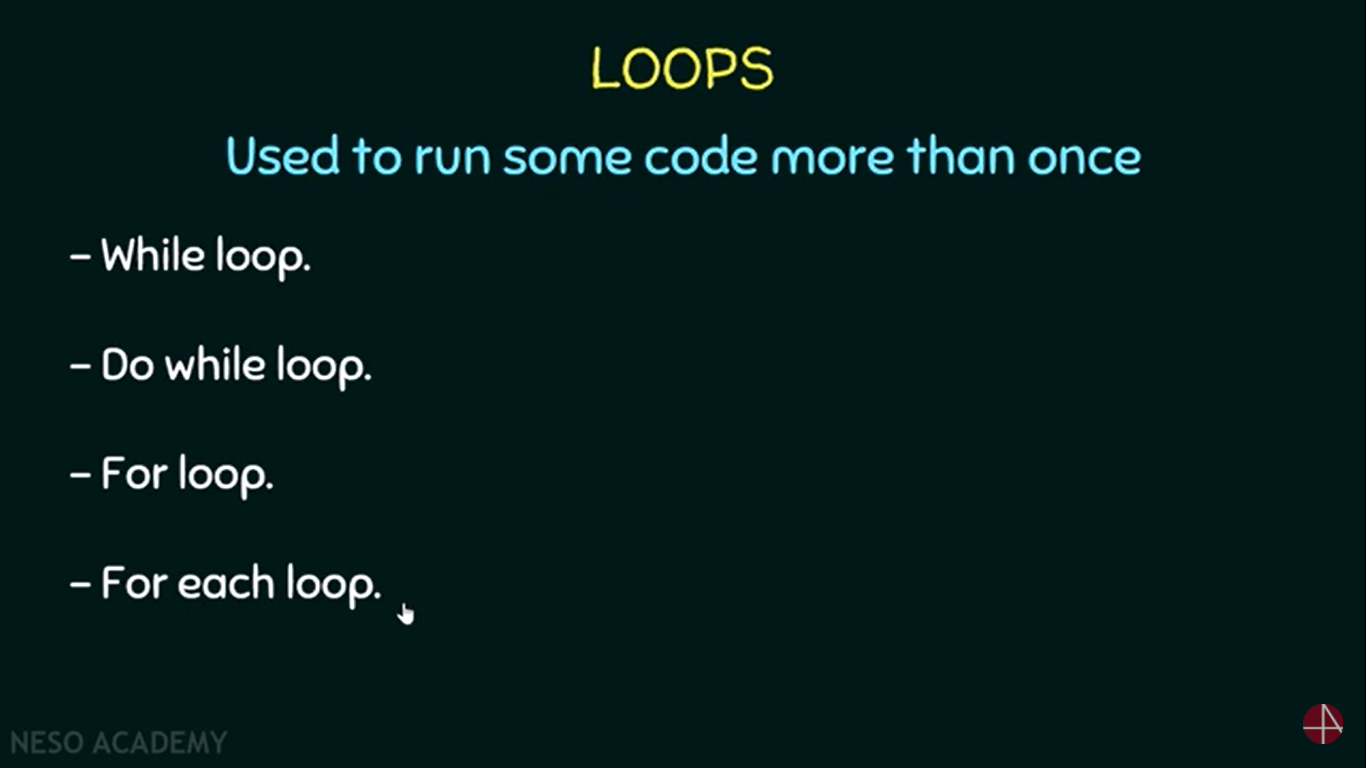 LOOPS
Used to run some code more than once
- While loop.
- Do while loop.
- For loop.
- For each loop.
NESO ACADEMY